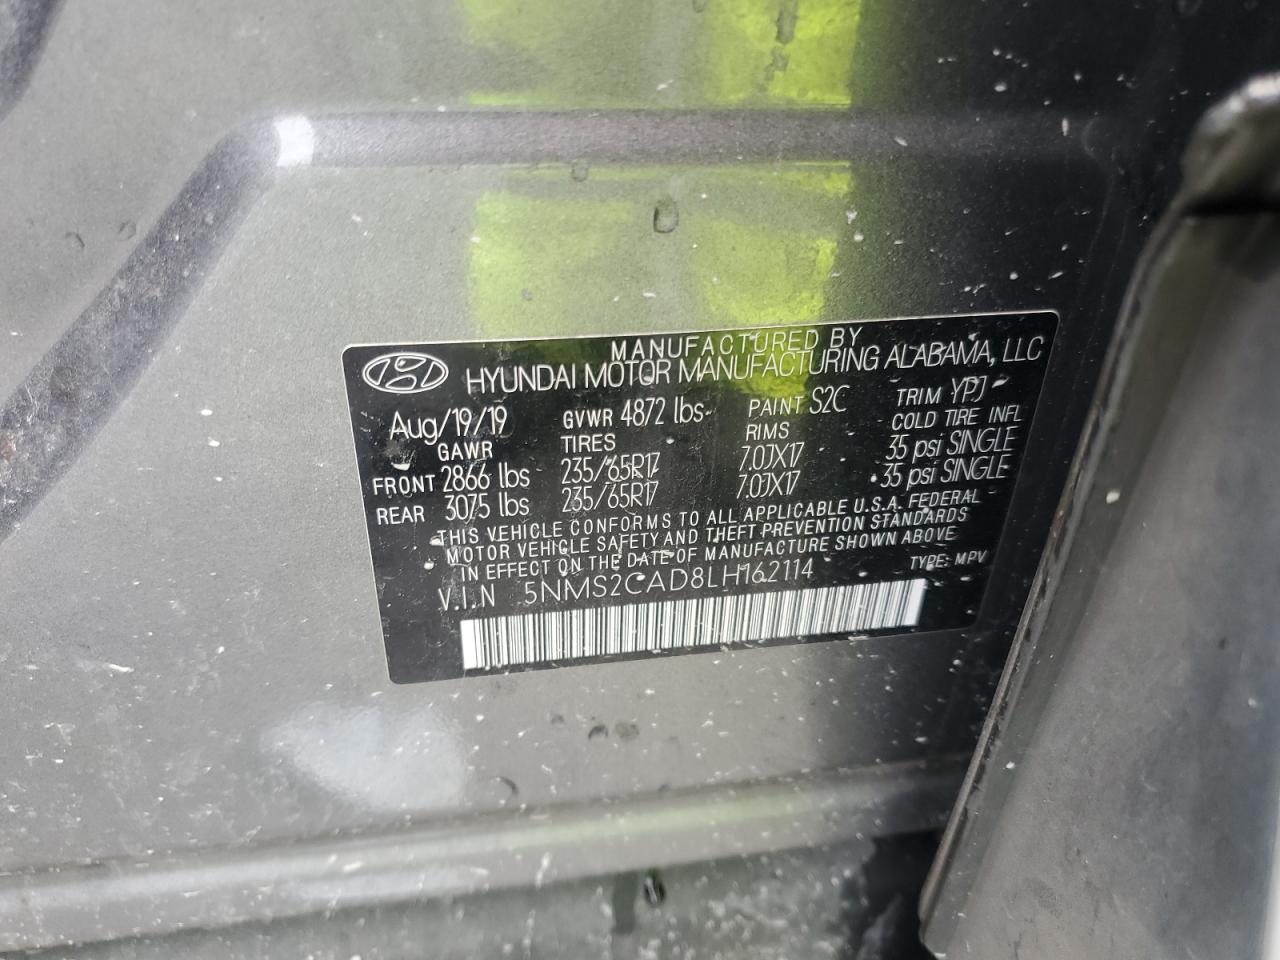 MANUFACTURED BY
HYUNDAI MOTOR MANUFACTURING ALABAMA, LLC
Aug/19/19 GVWR 4872 lbs PAINT S2C TRIM YPJ
GAWR TIRES RIMS COLD TIRE INFL
FRONT 2866 lbs 235/65R17 7.0JX17 35 psi SINGLE
REAR 3075 lbs 235/65R17 7.0JX17 35 psi SINGLE
THIS VEHICLE CONFORMS TO ALL APPLICABLE U.S.A. FEDERAL
MOTOR VEHICLE SAFETY AND THEFT PREVENTION STANDARDS
IN EFFECT ON THE DATE OF MANUFACTURE SHOWN ABOVE
V.I.N 5NMS2CAD8LH162114 TYPE: MPV